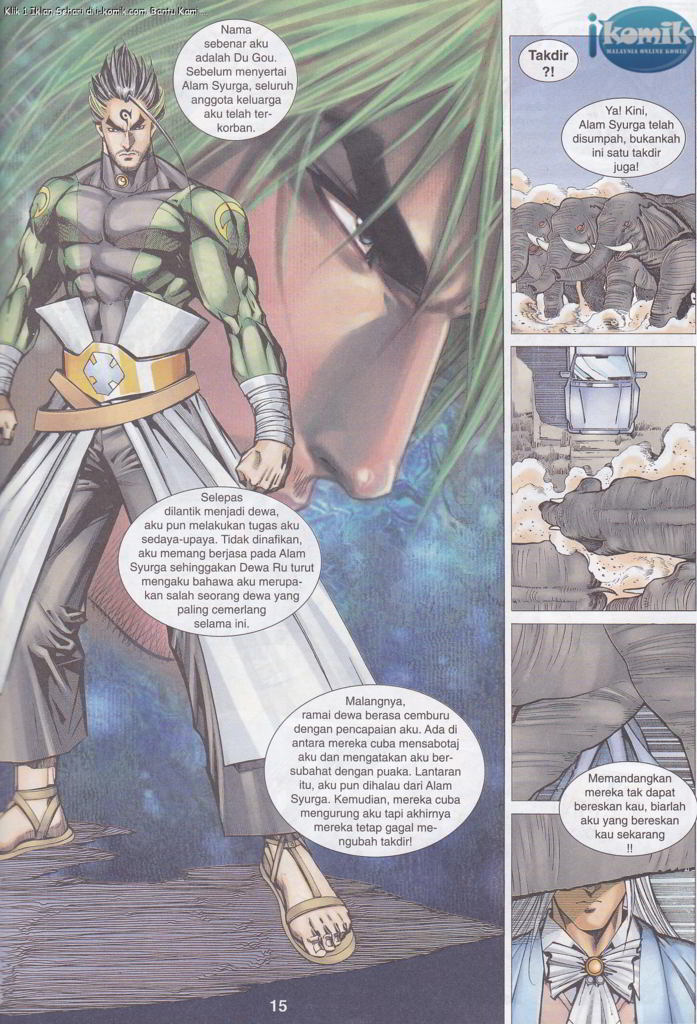 Klik 1 Iklan Sehari di i-komik.com Bantu Kami ...
ikomik
MALAYSIA ONLINE KOMIK
Nama
sebenar aku
adalah Du Gou.
Sebelum menyertai
Alam Syurga, seluruh
anggota keluarga
aku telah ter-
korban.
Selepas
dilantik menjadi dewa,
aku pun melakukan tugas aku
sedaya-upaya. Tidak dinafikan,
aku memang berjasa pada Alam
Syurga sehinggakan Dewa Ru turut
mengaku bahawa aku merupa-
kan salah seorang dewa yang
paling cemerlang
selama ini.
Malangnya,
ramai dewa berasa cemburu
dengan pencapaian aku. Ada di
antara mereka cuba mensabotaj
aku dan mengatakan aku ber-
subahat dengan puaka. Lantaran
itu, aku pun dihalau dari Alam
Syurga. Kemudian, mereka cuba
mengurung aku tapi akhirnya
mereka tetap gagal me-
ngubah takdir!
Takdir
?!
Ya! Kini,
Alam Syurga telah
disumpah, bukankah
ini satu takdir
juga!
Memandangkan
mereka tak dapat
bereskan kau, biarlah
aku yang bereskan
kau sekarang
!!
15